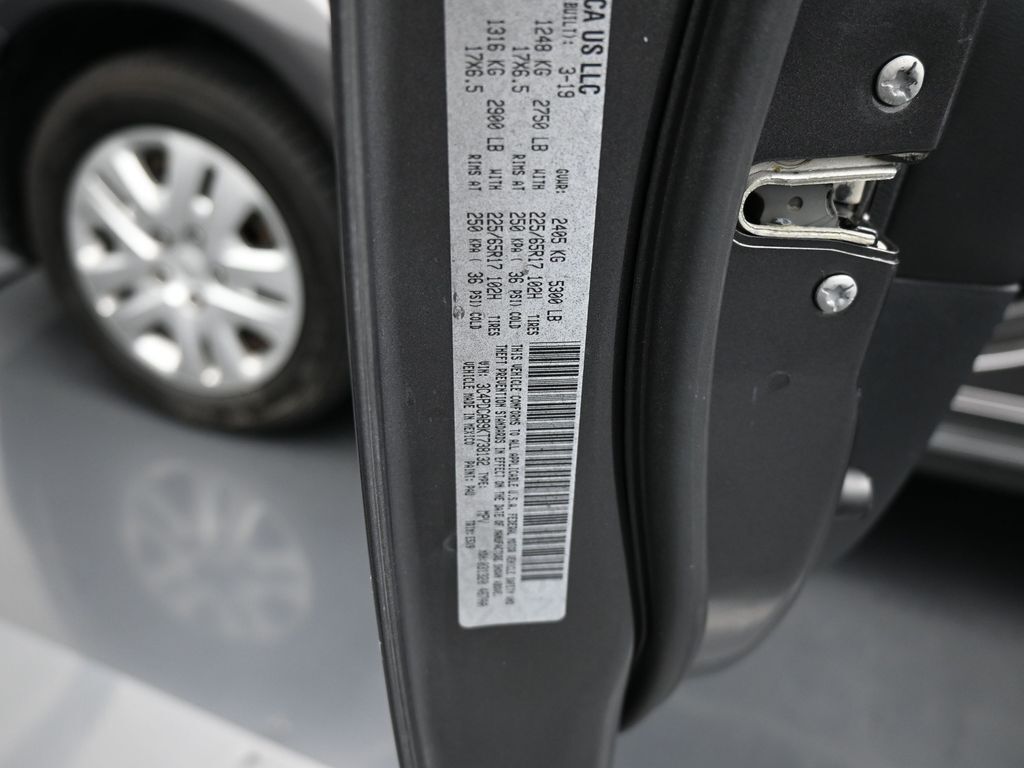 CA US LLC
BUILT): 3-19
GVWR: 2405 KG 5300 LB
1248 KG 2750 LB WITH 225/65R17 102H TIRES
17X6.5 RIMS AT 250 KPA ( 36 PSI) COLD
1316 KG 2900 LB WITH 225/65R17 102H TIRES
17X6.5 RIMS AT 250 KPA ( 36 PSI) COLD
THIS VEHICLE CONFORMS TO ALL APPLICABLE U.S.A. FEDERAL MOTOR VEHICLE SAFETY AND
THEFT PREVENTION STANDARDS IN EFFECT ON THE DATE OF MANUFACTURE SHOWN ABOVE.
VIN: 3C4PDCAB9KT738132 TYPE: MPV
VEHICLE MADE IN MEXICO PAINT: PAU